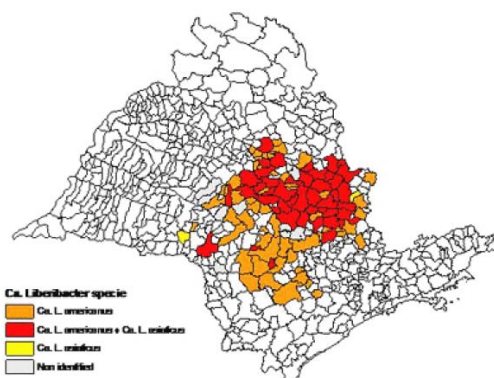 Ca. Liberibacter specie
Ca. L. americanus
Ca. L. americanus + Ca. L. asiaticus
Ca. L. asiaticus
Non identified